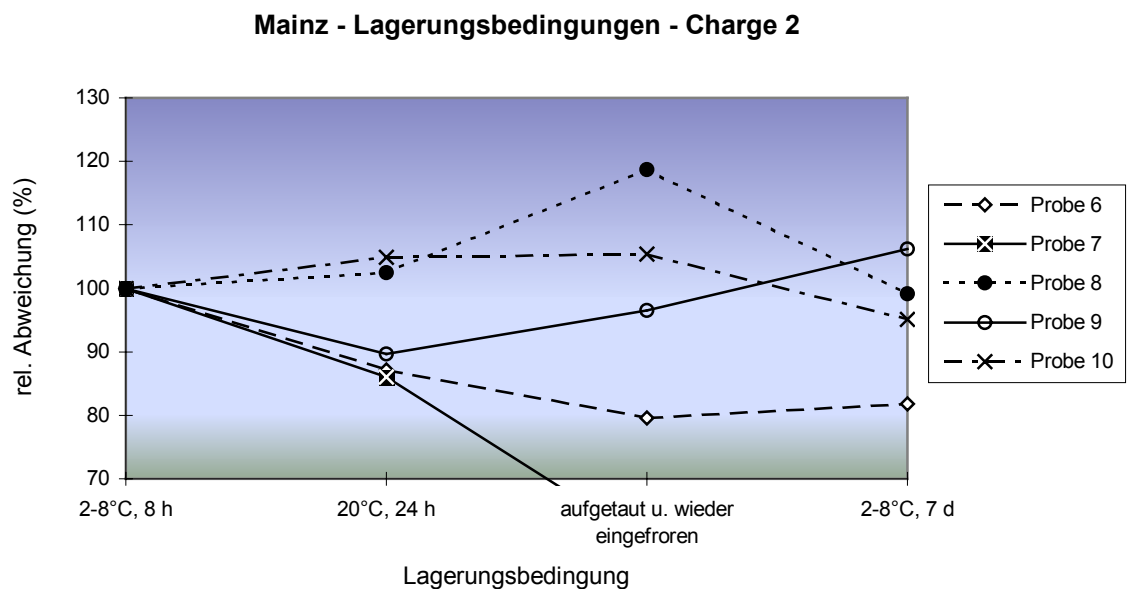 Mainz - Lagerungsbedingungen - Charge 2
rel. Abweichung (%)
130
120
110
100
90
80
70
2-8°C, 8 h
20°C, 24 h
aufgetaut u. wieder
eingefroren
2-8°C, 7 d
Lagerungsbedingung
Probe 6
Probe 7
Probe 8
Probe 9
Probe 10